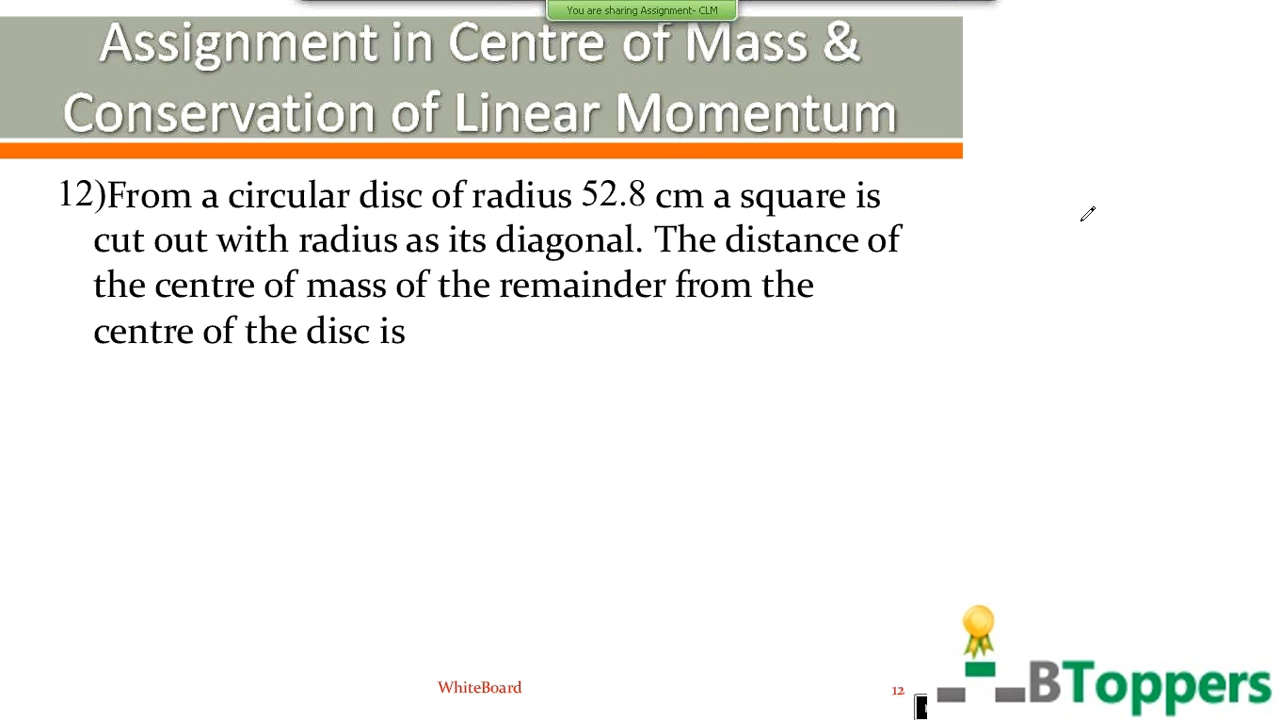 You are sharing Assignment- CLM
Assignment in Centre of Mass &
Conservation of Linear Momentum
12)From a circular disc of radius 52.8 cm a square is
cut out with radius as its diagonal. The distance of
the centre of mass of the remainder from the
centre of the disc is
WhiteBoard
12
BToppers